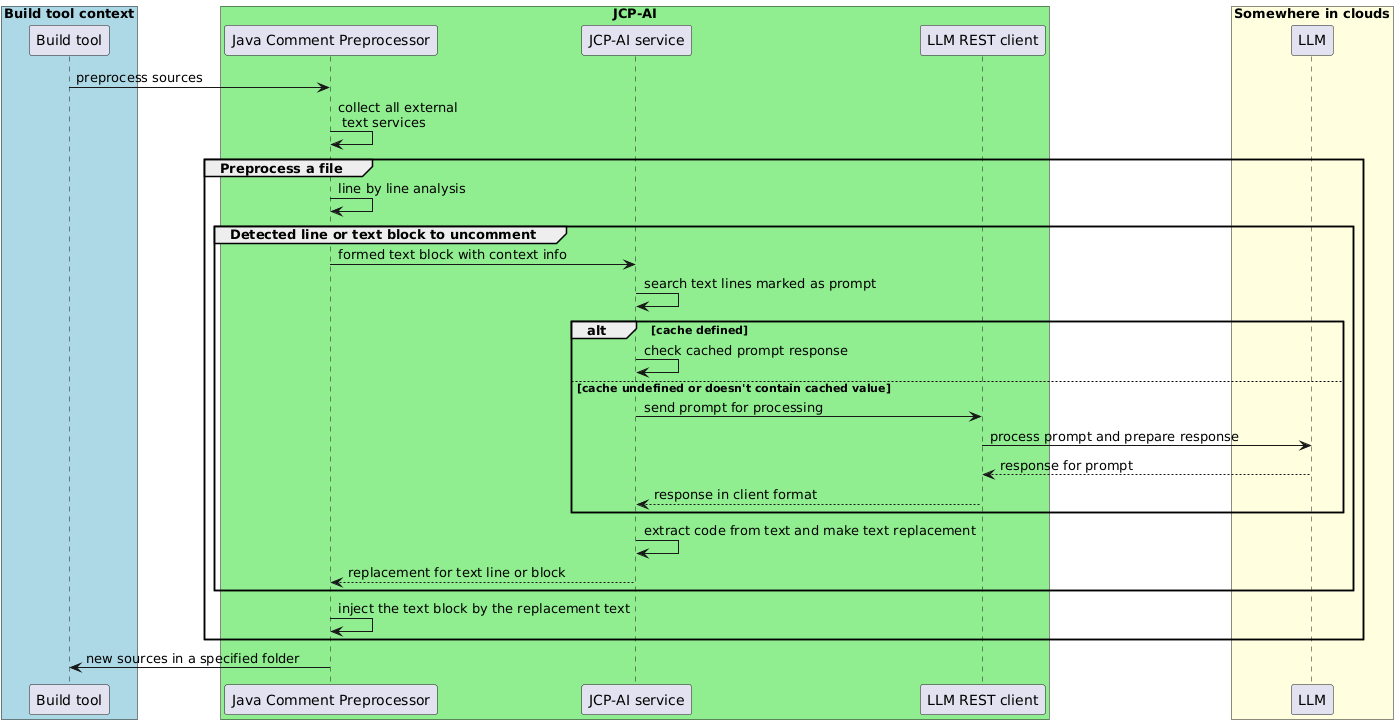 Build tool context
JCP-AI
Somewhere in clouds
Build tool
Java Comment Preprocessor
JCP-AI service
LLM REST client
LLM
preprocess sources
collect all external
text services
Preprocess a file
line by line analysis
Detected line or text block to uncomment
formed text block with context info
search text lines marked as prompt
alt
[cache defined]
check cached prompt response
[cache undefined or doesn't contain cached value]
send prompt for processing
process prompt and prepare response
response for prompt
response in client format
extract code from text and make text replacement
replacement for text line or block
inject the text block by the replacement text
new sources in a specified folder
Build tool
Java Comment Preprocessor
JCP-AI service
LLM REST client
LLM